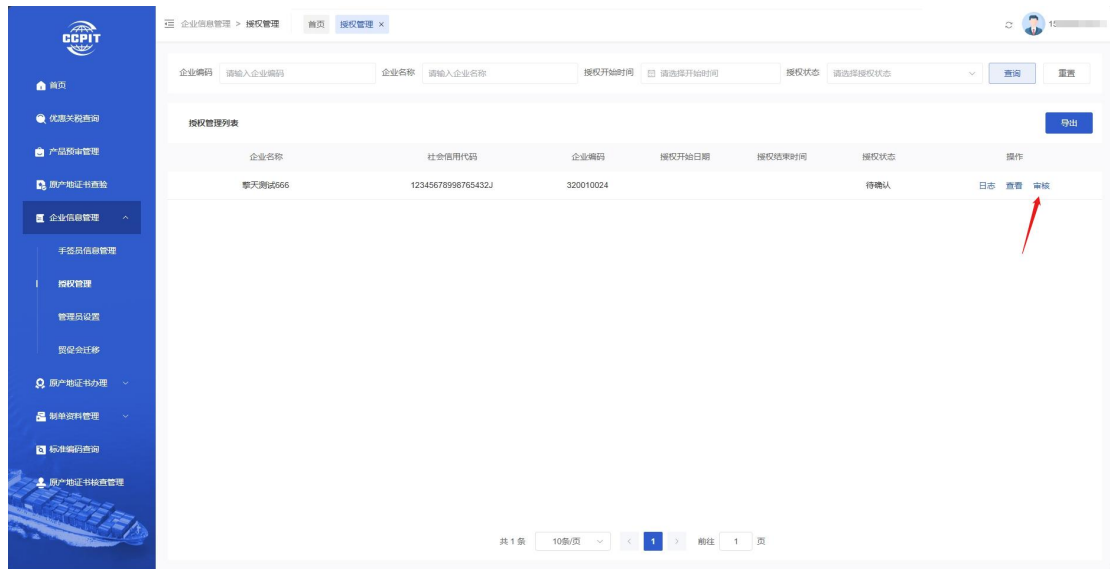 CCPIT
企业信息管理 > 授权管理 首页 授权管理 ×
首页
优惠关税查询
产品预审管理
原产地证书查验
企业信息管理
手签员信息管理
授权管理
管理员设置
贸促会迁移
原产地证书办理
制单资料管理
标准编码查询
原产地证书核查管理
企业编码 请输入企业编码 企业名称 请输入企业名称 授权开始时间 请选择开始时间 授权状态 请选择授权状态 查询 重置
授权管理列表 导出
企业名称 社会信用代码 企业编码 授权开始日期 授权结束时间 授权状态 操作
擎天测试666 12345678998765432J 320010024 待确认 日志 查看 审核
共 1 条 10条/页 < 1 > 前往 1 页